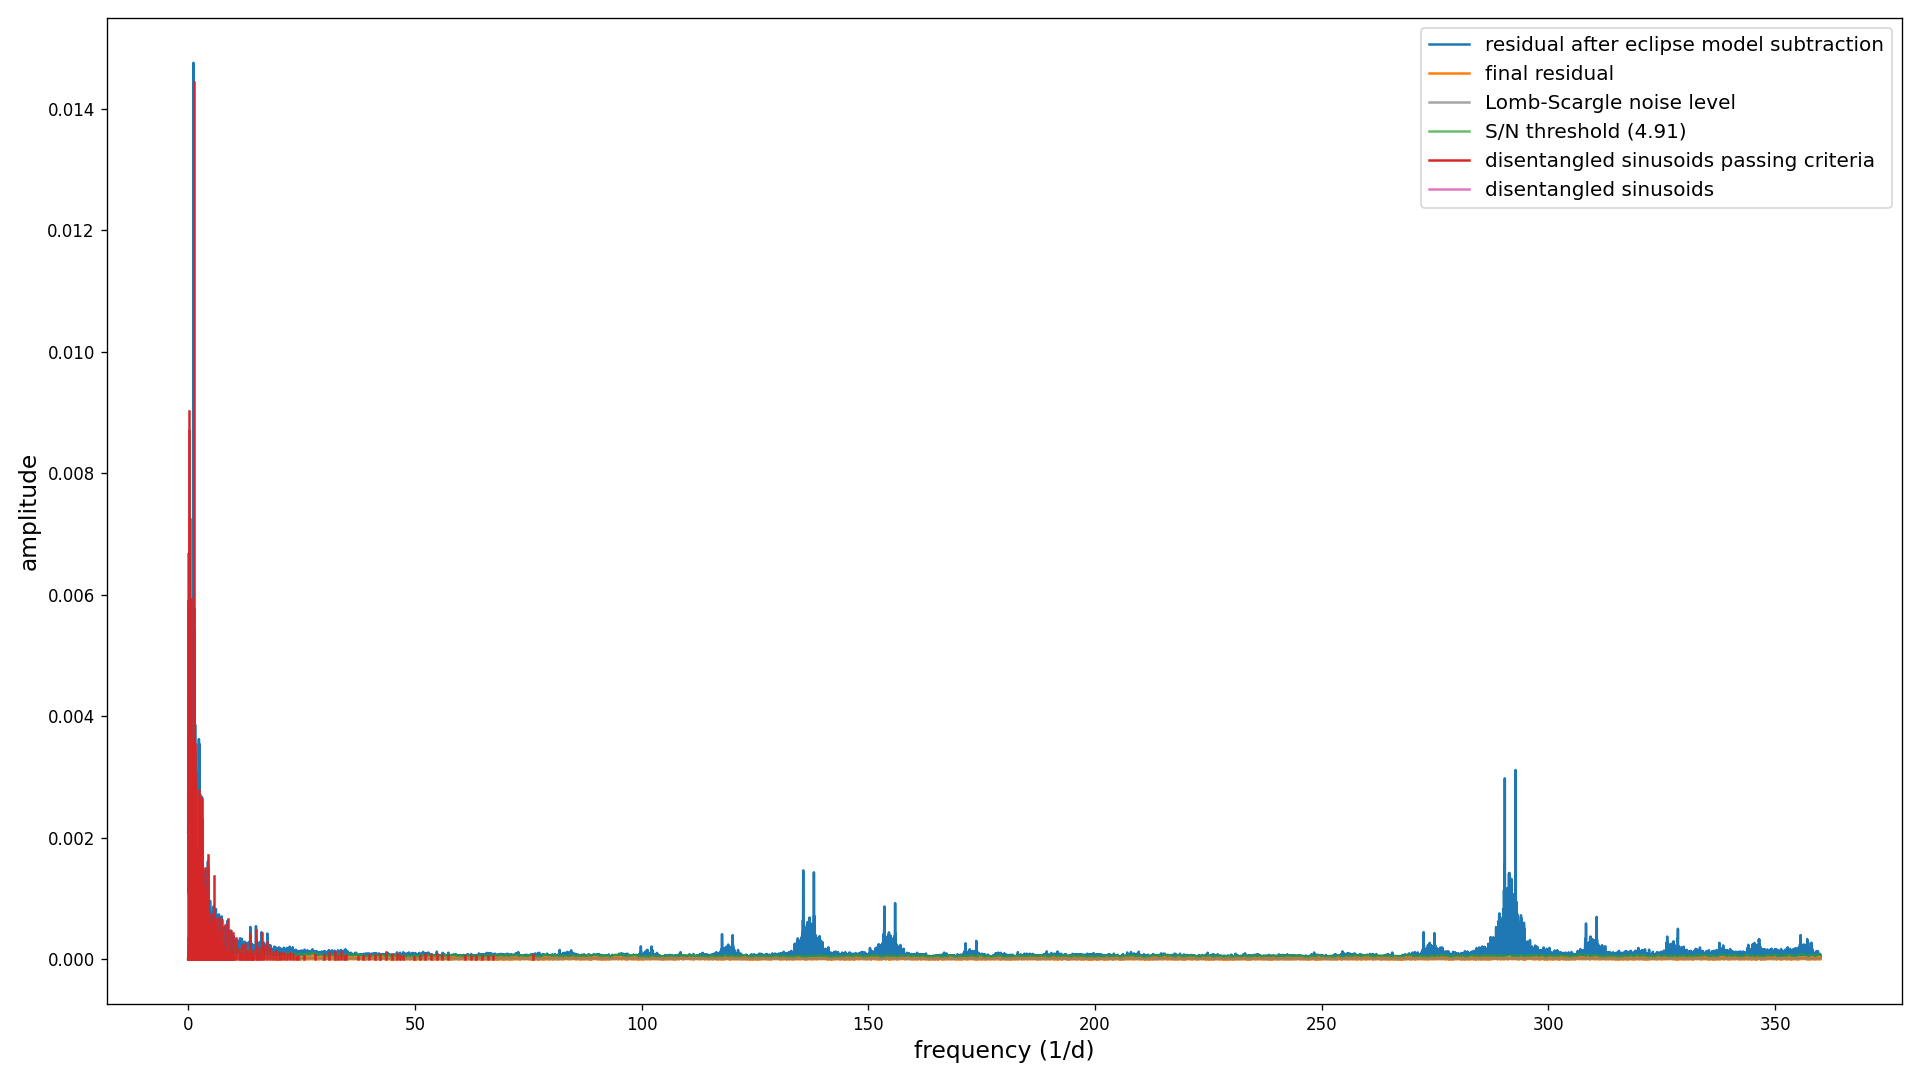 residual after eclipse model subtraction
final residual
Lomb-Scargle noise level
S/N threshold (4.91)
disentangled sinusoids passing criteria
disentangled sinusoids
0.014
0.012
0.010
0.008
0.006
0.004
0.002
0.000
amplitude
0 50 100 150 200 250 300 350
frequency (1/d)